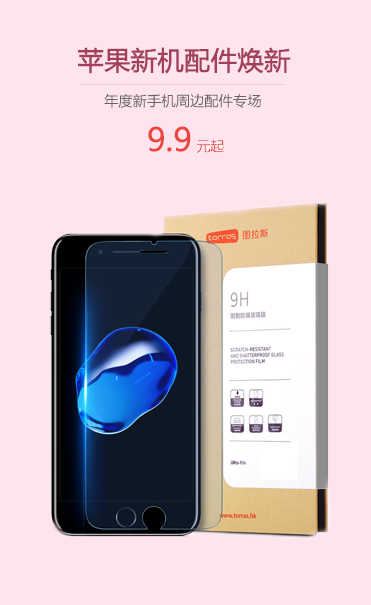 苹果新机配件焕新
年度新手机周边配件专场
9.9 元起
torras 图拉斯
9H
SCRATCH-RESISTANT
AND SHATTERPROOF GLASS
PROTECTION FILM
Ultra-thin
www.torras.hk